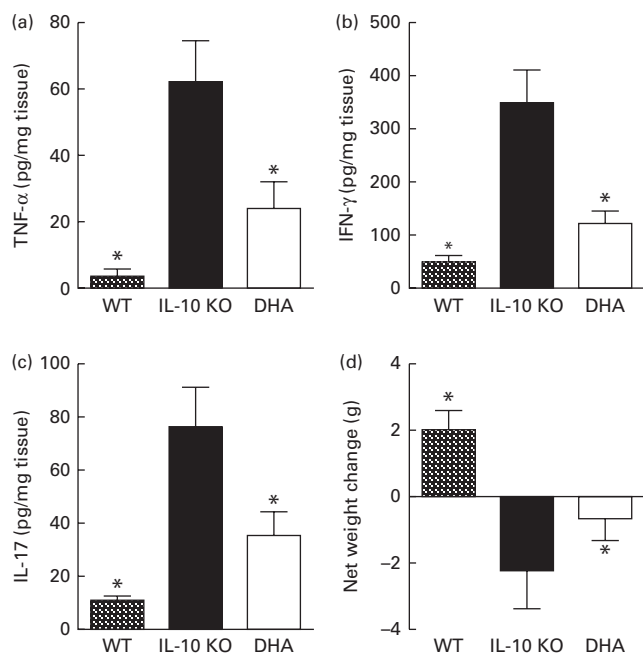 (a)
TNF-α (pg/mg tissue)
80
60
40
20
0
*
*
WT IL-10 KO DHA
(b)
IFN-γ (pg/mg tissue)
500
400
300
200
100
0
*
*
WT IL-10 KO DHA
(c)
IL-17 (pg/mg tissue)
100
80
60
40
20
0
*
*
WT IL-10 KO DHA
(d)
Net weight change (g)
4
2
0
−2
−4
*
*
WT IL-10 KO DHA